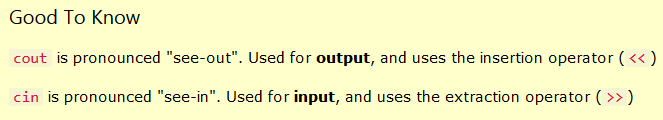 Good To Know
cout is pronounced "see-out". Used for output, and uses the insertion operator (<<)
cin is pronounced "see-in". Used for input, and uses the extraction operator (>>)